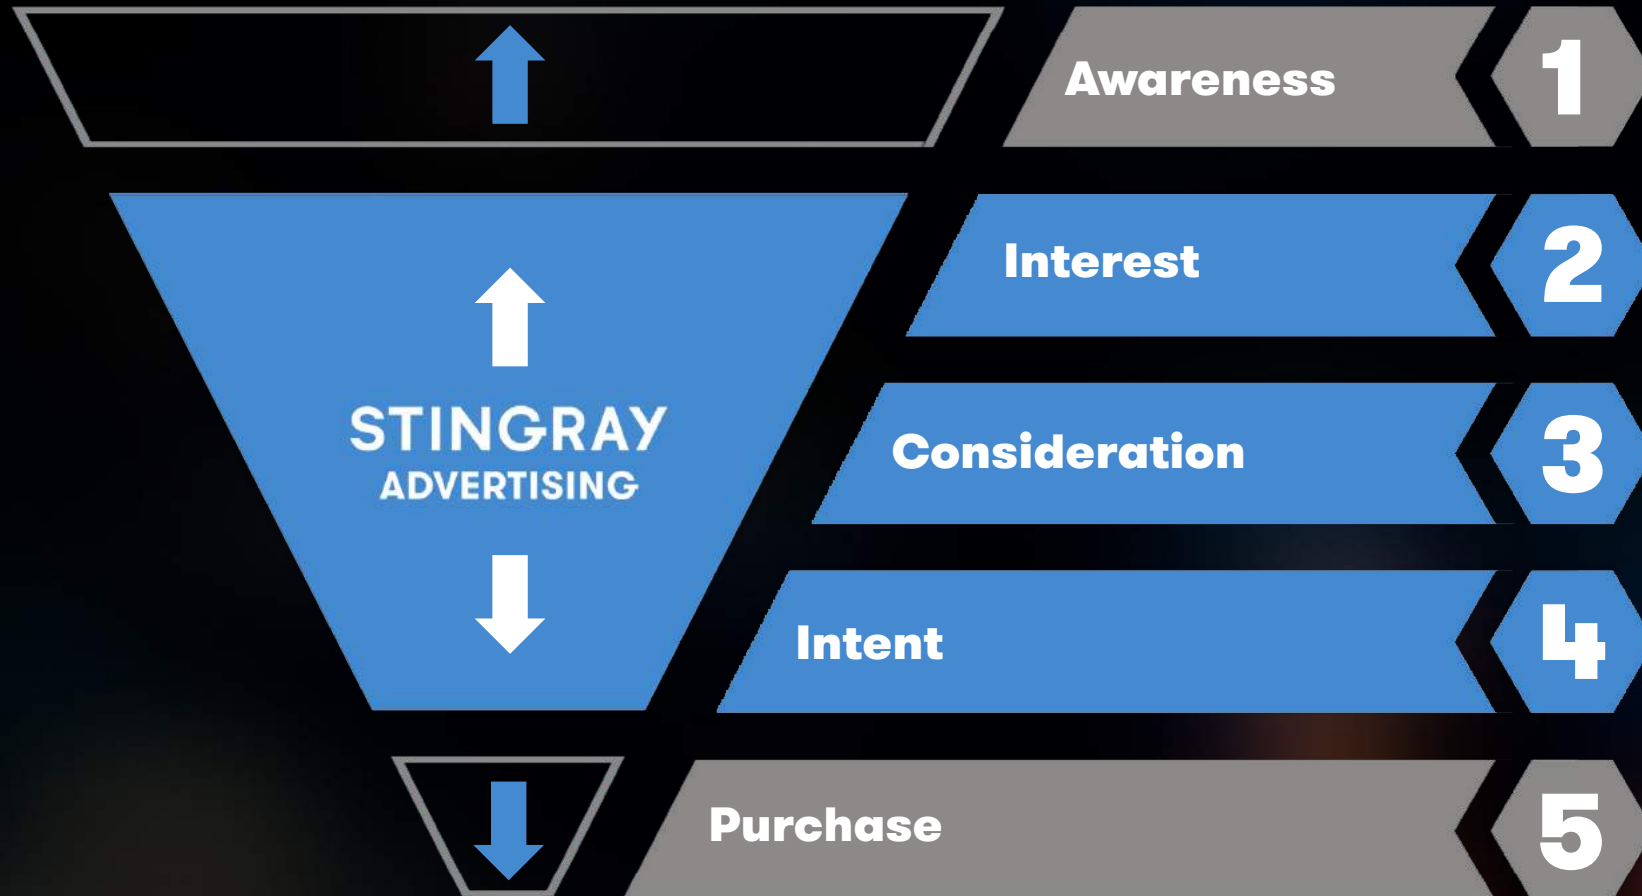 Awareness
1
Interest
2
STINGRAY
ADVERTISING
Consideration
3
Intent
4
Purchase
5